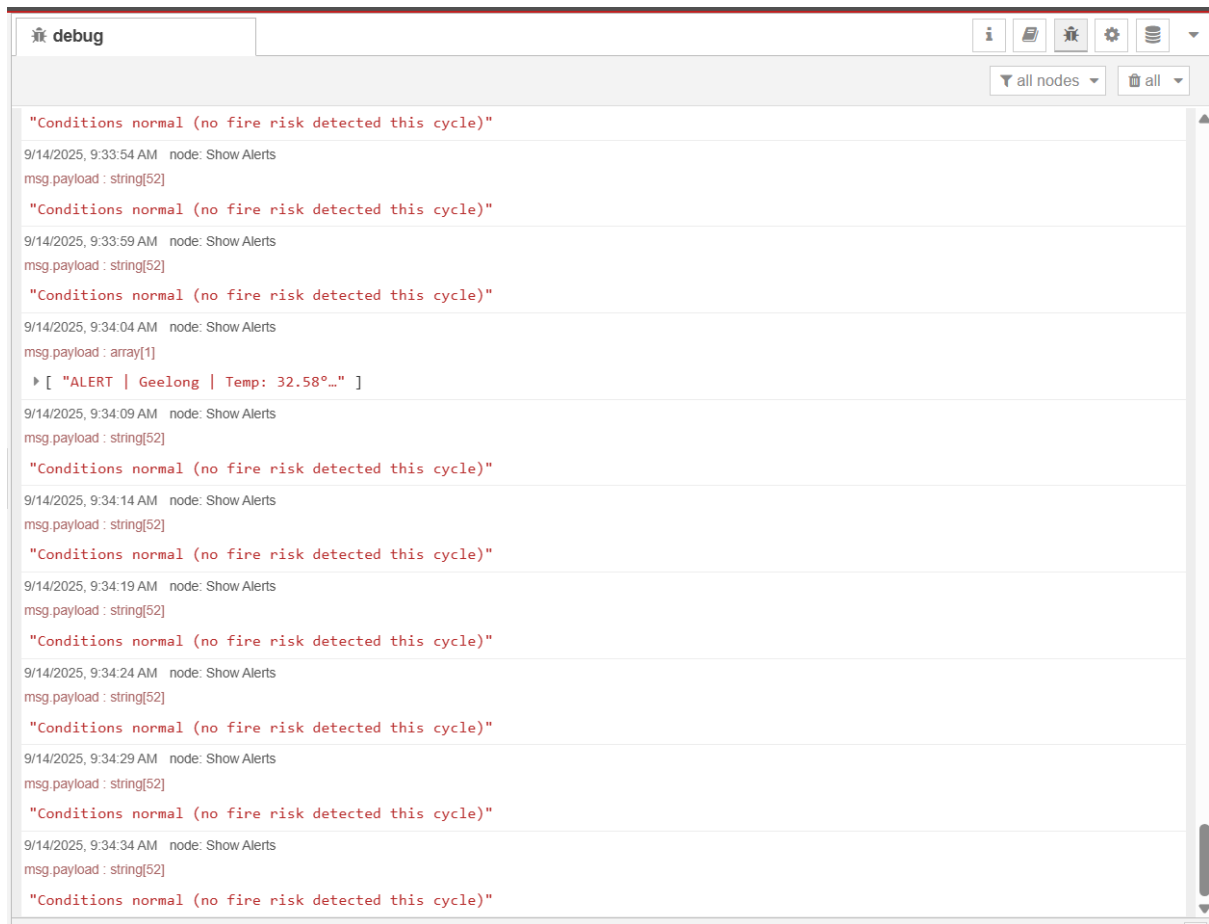 debug
i
all nodes
all
"Conditions normal (no fire risk detected this cycle)"
9/14/2025, 9:33:54 AM node: Show Alerts
msg.payload : string[52]
"Conditions normal (no fire risk detected this cycle)"
9/14/2025, 9:33:59 AM node: Show Alerts
msg.payload : string[52]
"Conditions normal (no fire risk detected this cycle)"
9/14/2025, 9:34:04 AM node: Show Alerts
msg.payload : array[1]
[ "ALERT | Geelong | Temp: 32.58°…" ]
9/14/2025, 9:34:09 AM node: Show Alerts
msg.payload : string[52]
"Conditions normal (no fire risk detected this cycle)"
9/14/2025, 9:34:14 AM node: Show Alerts
msg.payload : string[52]
"Conditions normal (no fire risk detected this cycle)"
9/14/2025, 9:34:19 AM node: Show Alerts
msg.payload : string[52]
"Conditions normal (no fire risk detected this cycle)"
9/14/2025, 9:34:24 AM node: Show Alerts
msg.payload : string[52]
"Conditions normal (no fire risk detected this cycle)"
9/14/2025, 9:34:29 AM node: Show Alerts
msg.payload : string[52]
"Conditions normal (no fire risk detected this cycle)"
9/14/2025, 9:34:34 AM node: Show Alerts
msg.payload : string[52]
"Conditions normal (no fire risk detected this cycle)"